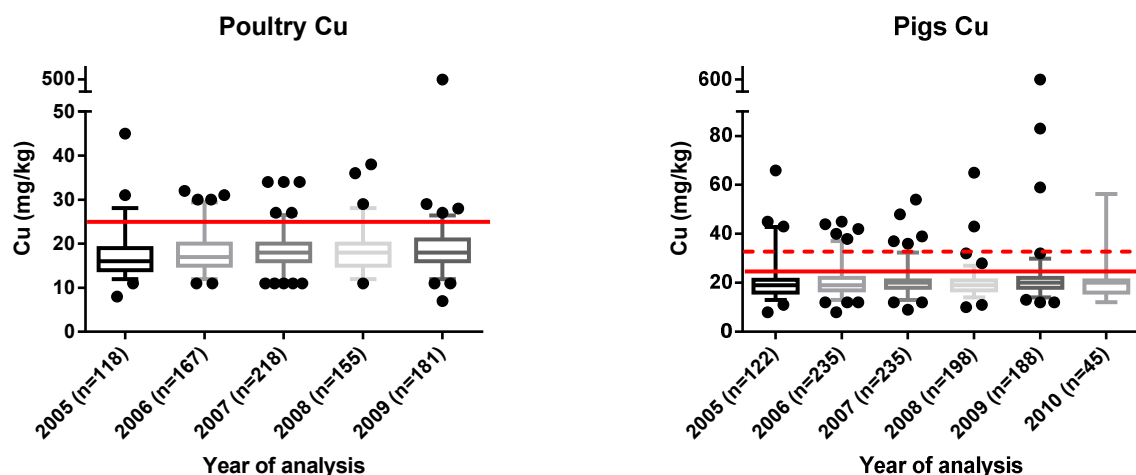 Poultry Cu
500
50
40
30
20
10
0
Cu (mg/kg)
2005 (n=118)
2006 (n=167)
2007 (n=218)
2008 (n=155)
2009 (n=181)
Year of analysis
Pigs Cu
600
80
60
40
20
0
Cu (mg/kg)
2005 (n=122)
2006 (n=235)
2007 (n=235)
2008 (n=198)
2009 (n=188)
2010 (n=45)
Year of analysis